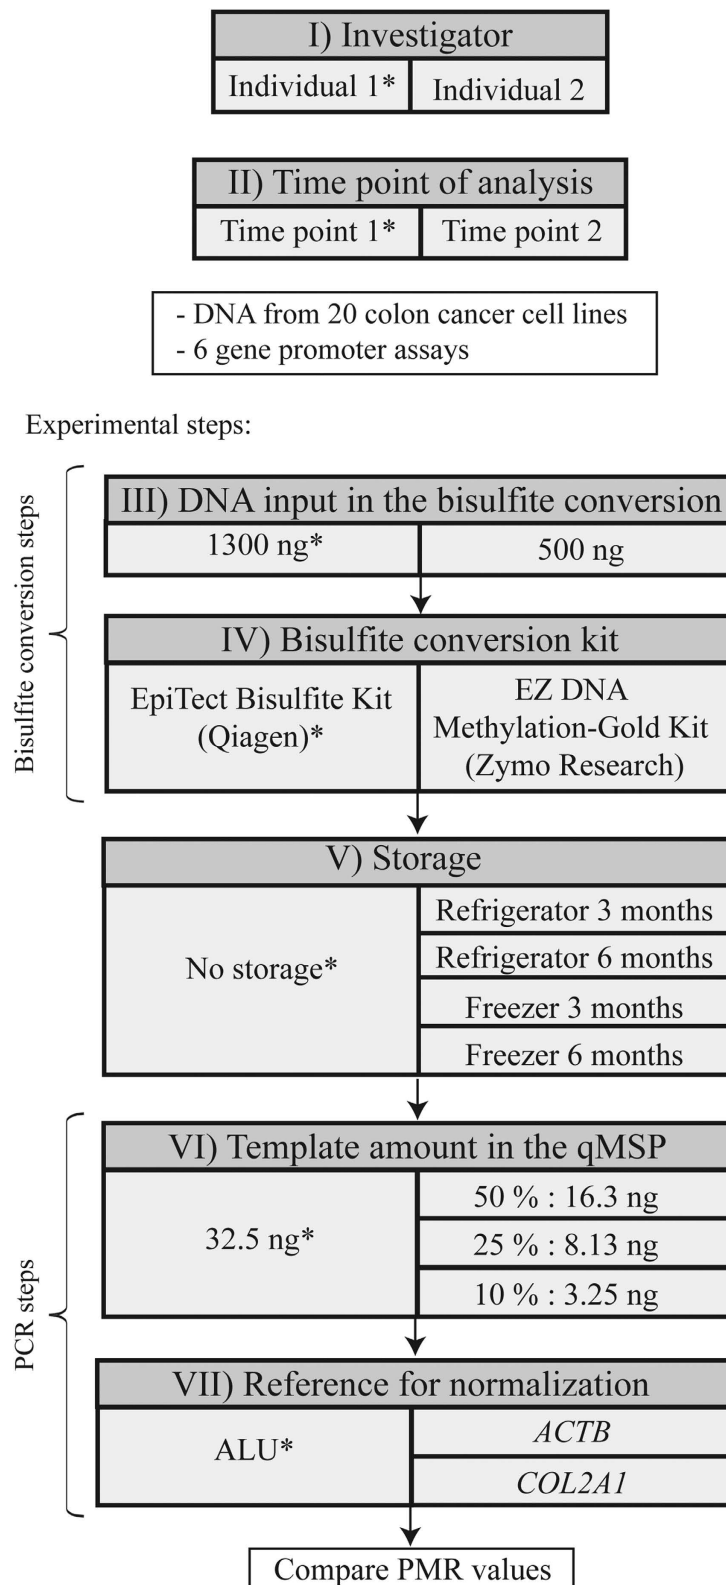 I) Investigator
Individual 1*
Individual 2
II) Time point of analysis
Time point 1*
Time point 2
- DNA from 20 colon cancer cell lines
- 6 gene promoter assays
Experimental steps:
Bisulfite conversion steps
III) DNA input in the bisulfite conversion
1300 ng*
500 ng
IV) Bisulfite conversion kit
EpiTect Bisulfite Kit
(Qiagen)*
EZ DNA
Methylation-Gold Kit
(Zymo Research)
V) Storage
No storage*
Refrigerator 3 months
Refrigerator 6 months
Freezer 3 months
Freezer 6 months
PCR steps
VI) Template amount in the qMSP
32.5 ng*
50 % : 16.3 ng
25 % : 8.13 ng
10 % : 3.25 ng
VII) Reference for normalization
ALU*
ACTB
COL2A1
Compare PMR values